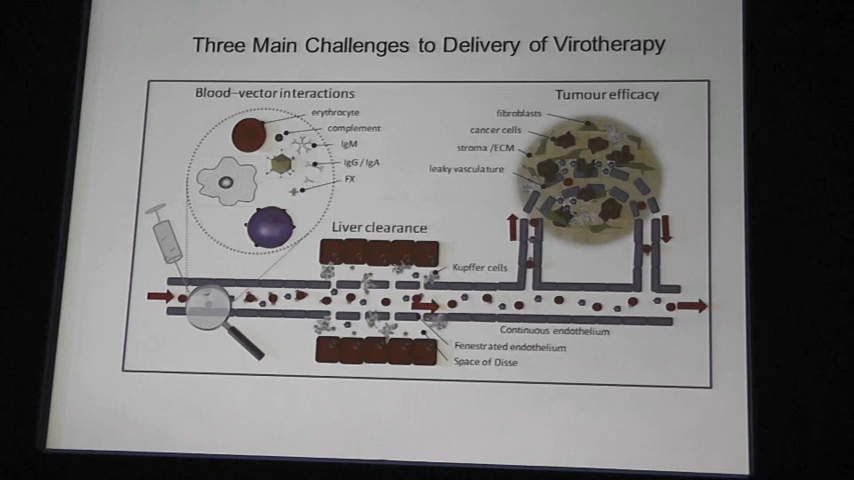 Three Main Challenges to Delivery of Virotherapy
Blood–vector interactions
erythrocyte
complement
IgM
IgG / IgA
FX
Liver clearance
Kupffer cells
Tumour efficacy
fibroblasts
cancer cells
stroma /ECM
leaky vasculature
Continuous endothelium
Fenestrated endothelium
Space of Disse